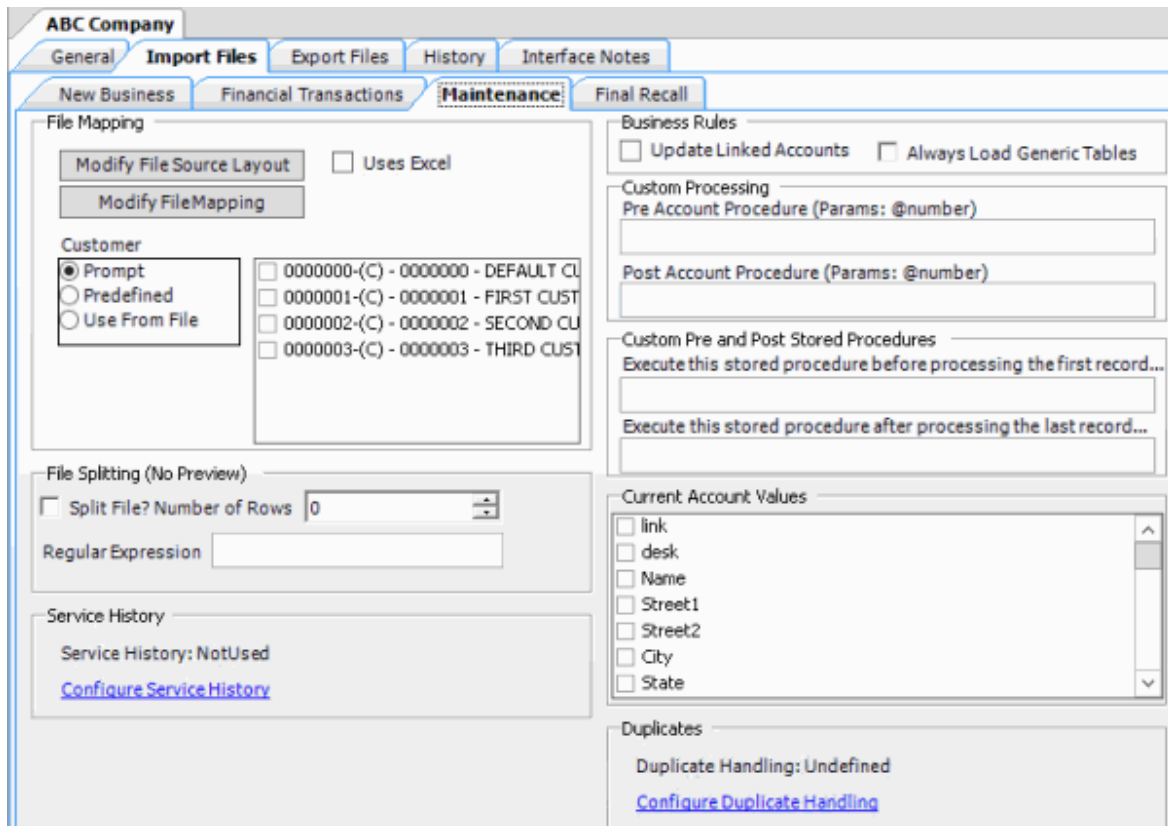 ABC Company
General Import Files Export Files History Interface Notes
New Business Financial Transactions Maintenance Final Recall
File Mapping
Modify File Source Layout Uses Excel
Modify FileMapping
Customer
Prompt
Predefined
Use From File
0000000-(C) - 0000000 - DEFAULT CU
0000001-(C) - 0000001 - FIRST CUST
0000002-(C) - 0000002 - SECOND CU
0000003-(C) - 0000003 - THIRD CUST
File Splitting (No Preview)
Split File? Number of Rows 0
Regular Expression
Service History
Service History: NotUsed
Configure Service History
Business Rules
Update Linked Accounts Always Load Generic Tables
Custom Processing
Pre Account Procedure (Params: @number)
Post Account Procedure (Params: @number)
Custom Pre and Post Stored Procedures
Execute this stored procedure before processing the first record...
Execute this stored procedure after processing the last record...
Current Account Values
link
desk
Name
Street1
Street2
City
State
Duplicates
Duplicate Handling: Undefined
Configure Duplicate Handling